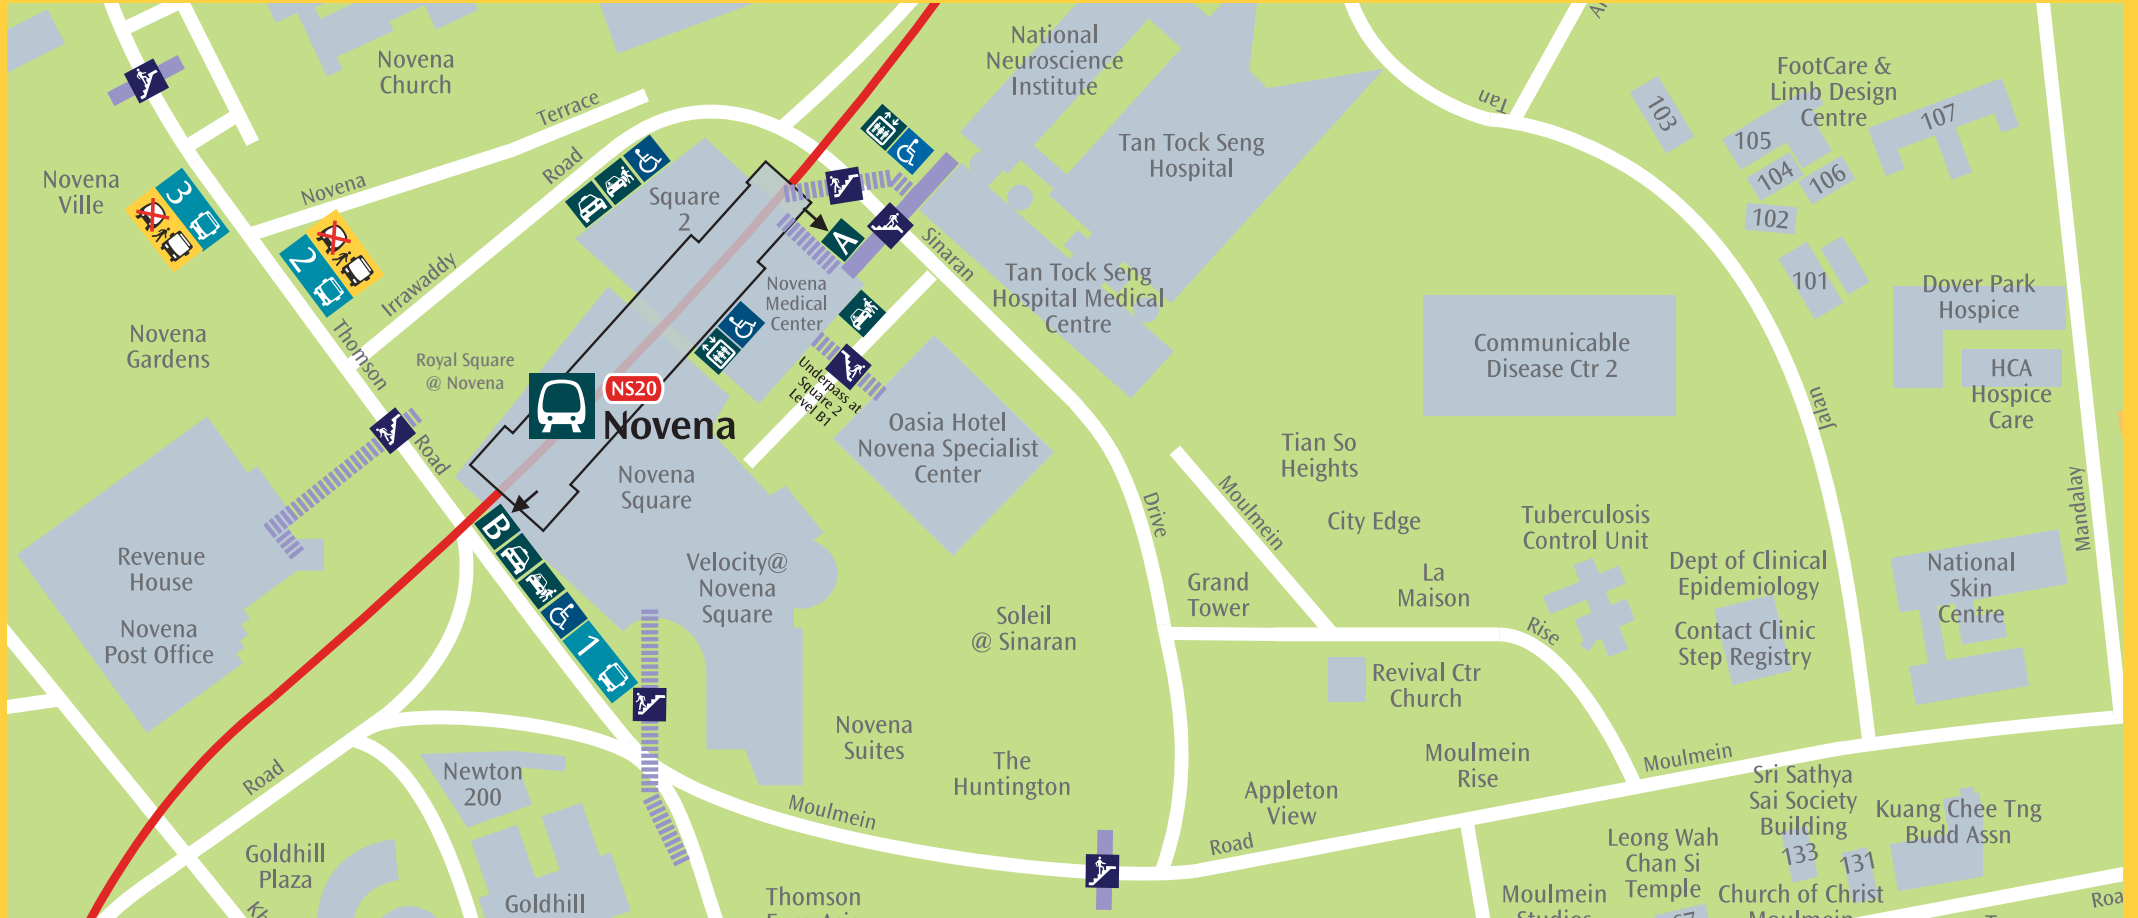 National
Neuroscience
Institute
Novena
Church
FootCare &
Limb Design
Centre
Terrace
Tan
103
107
105
104
106
102
101
Tan Tock Seng
Hospital
Novena
Ville
3
2
Novena
Road
Square
2
A
Sinaran
Irrawaddy
Tan Tock Seng
Hospital Medical
Centre
Novena
Medical
Center
Dover Park
Hospice
Novena
Gardens
Thomson
Royal Square
@ Novena
Communicable
Disease Ctr 2
HCA
Hospice
Care
Jalan
NS20
Novena
Underpass at
Square 2
Level B1
Oasia Hotel
Novena Specialist
Center
Road
Tian So
Heights
Novena
Square
Moulmein
Drive
Mandalay
City Edge
Tuberculosis
Control Unit
B
Revenue
House
Velocity@
Novena
Square
Grand
Tower
La
Maison
Dept of Clinical
Epidemiology
National
Skin
Centre
Novena
Post Office
1
Soleil
@ Sinaran
Rise
Contact Clinic
Step Registry
Revival Ctr
Church
Novena
Suites
The
Huntington
Moulmein
Rise
Moulmein
Road
Newton
200
Moulmein
Appleton
View
Sri Sathya
Sai Society
Building
Kuang Chee Tng
Budd Assn
Road
Leong Wah
Chan Si
Temple
133
131
Goldhill
Plaza
Goldhill
Thomson
Moulmein
Church of Christ
Moulmein